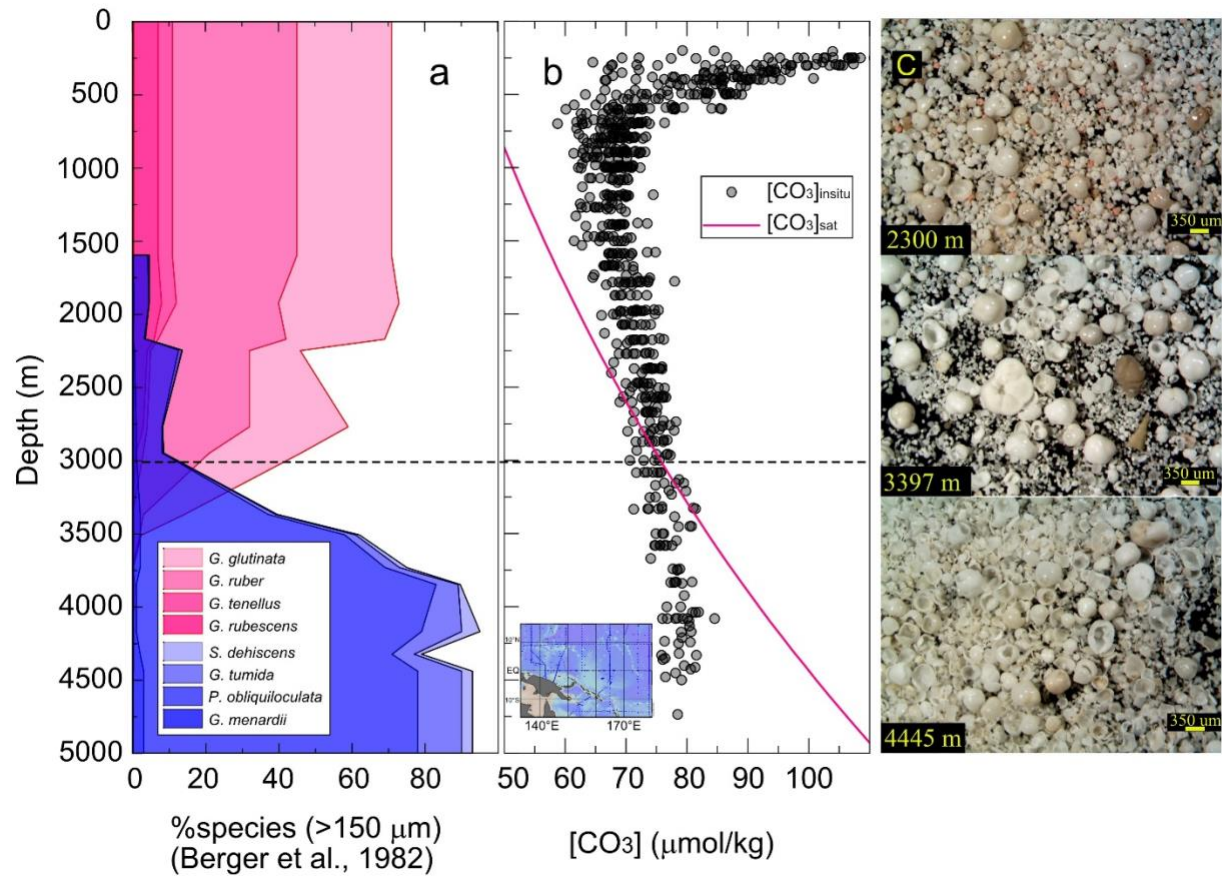 a
0
500
1000
1500
2000
2500
3000
3500
4000
4500
5000
Depth (m)
G. glutinata
G. ruber
G. tenellus
G. rubescens
S. dehiscens
G. tumida
P. obliquiloculata
G. menardii
0 20 40 60 80
%species (>150 μm)
(Berger et al., 1982)
b
[CO3]insitu
[CO3]sat
EQ
10°S
140°E 170°E
50 60 70 80 90 100
[CO3] (μmol/kg)
C
350 um
2300 m
350 um
3397 m
350 um
4445 m